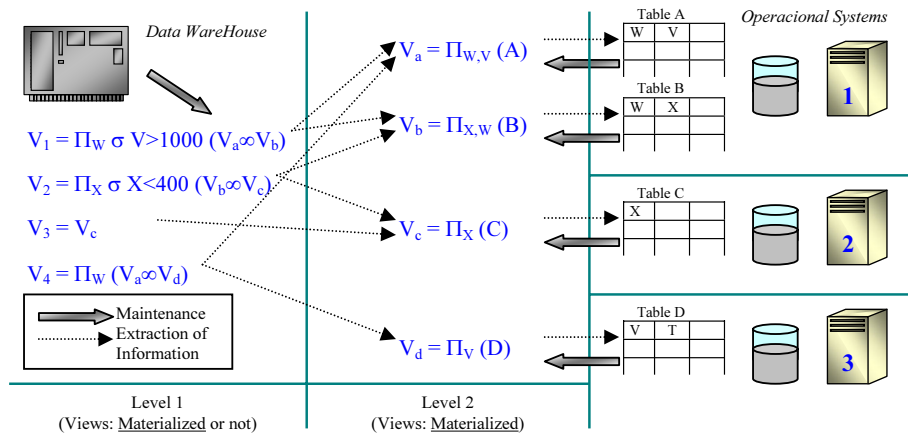 Data WareHouse
V1 = ΠW σ V>1000 (Va∞Vb)
V2 = ΠX σ X<400 (Vb∞Vc)
V3 = Vc
V4 = ΠW (Va∞Vd)
Maintenance
Extraction of
Information
Level 1
(Views: Materialized or not)
Va = ΠW,V (A)
Vb = ΠX,W (B)
Vc = ΠX (C)
Vd = ΠV (D)
Level 2
(Views: Materialized)
Operacional Systems
Table A
W V
Table B
W X
1
Table C
X
2
Table D
V T
3